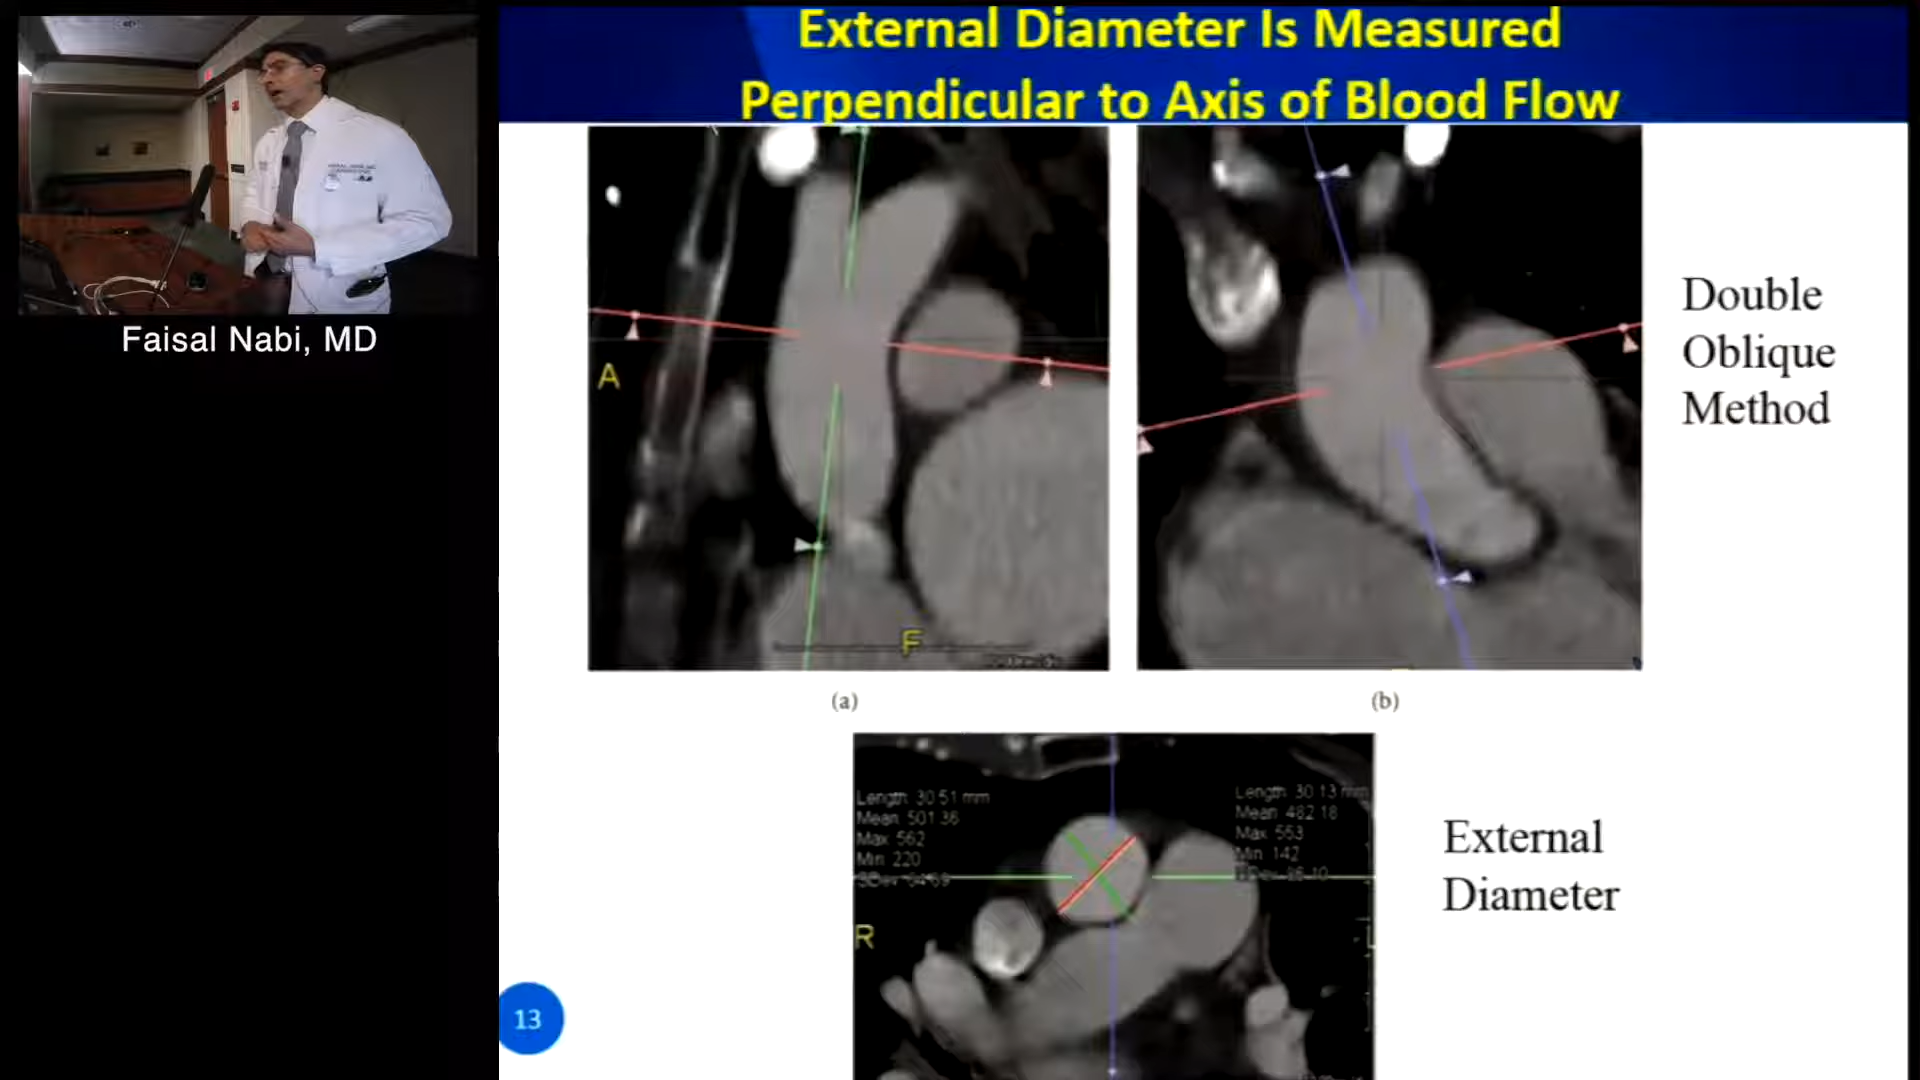 External Diameter Is Measured
Perpendicular to Axis of Blood Flow
Faisal Nabi, MD
Double
Oblique
Method
A
F
(a)
(b)
Length 30 51 mm
Mean 501 36
Max 562
Min 220
Length 30 13 mm
Mean 482 18
Max 553
Min 142
R
External
Diameter
13